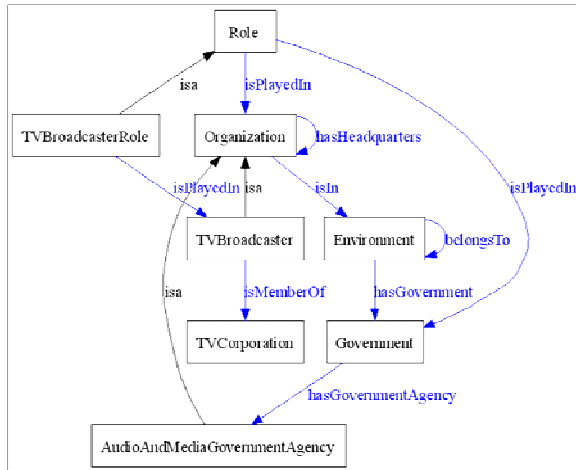 Role
isa
isPlayedIn
TVBroadcasterRole
Organization
hasHeadquarters
isPlayedIn
isa
isIn
isPlayedIn
TVBroadcaster
Environment
belongsTo
isa
isMemberOf
hasGovernment
TVCorporation
Government
hasGovernmentAgency
AudioAndMediaGovernmentAgency